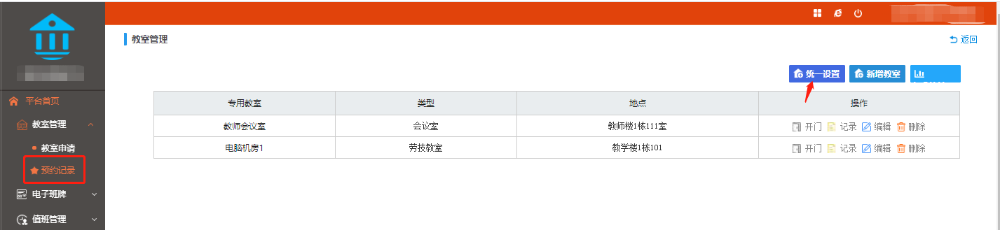 教室管理
返回
统一设置 新增教室
平台首页
教室管理
教室申请
预约记录
电子班牌
值班管理
专用教室 类型 地点 操作
教师会议室 会议室 教师楼1栋111室 开门 记录 编辑 删除
电脑机房1 劳技教室 教学楼1栋101 开门 记录 编辑 删除